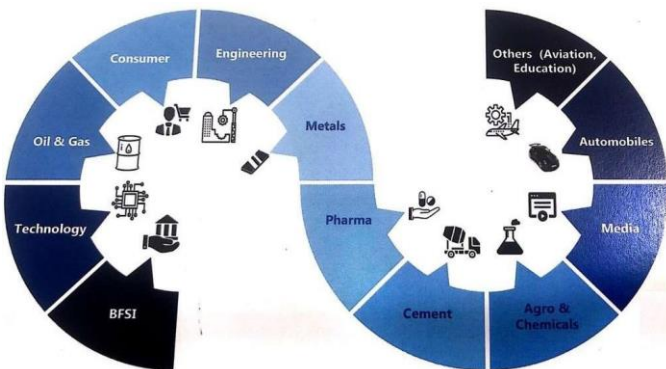 BFSI
Technology
Oil & Gas
Consumer
Engineering
Metals
Pharma
Cement
Agro &
Chemicals
Media
Automobiles
Others (Aviation,
Education)